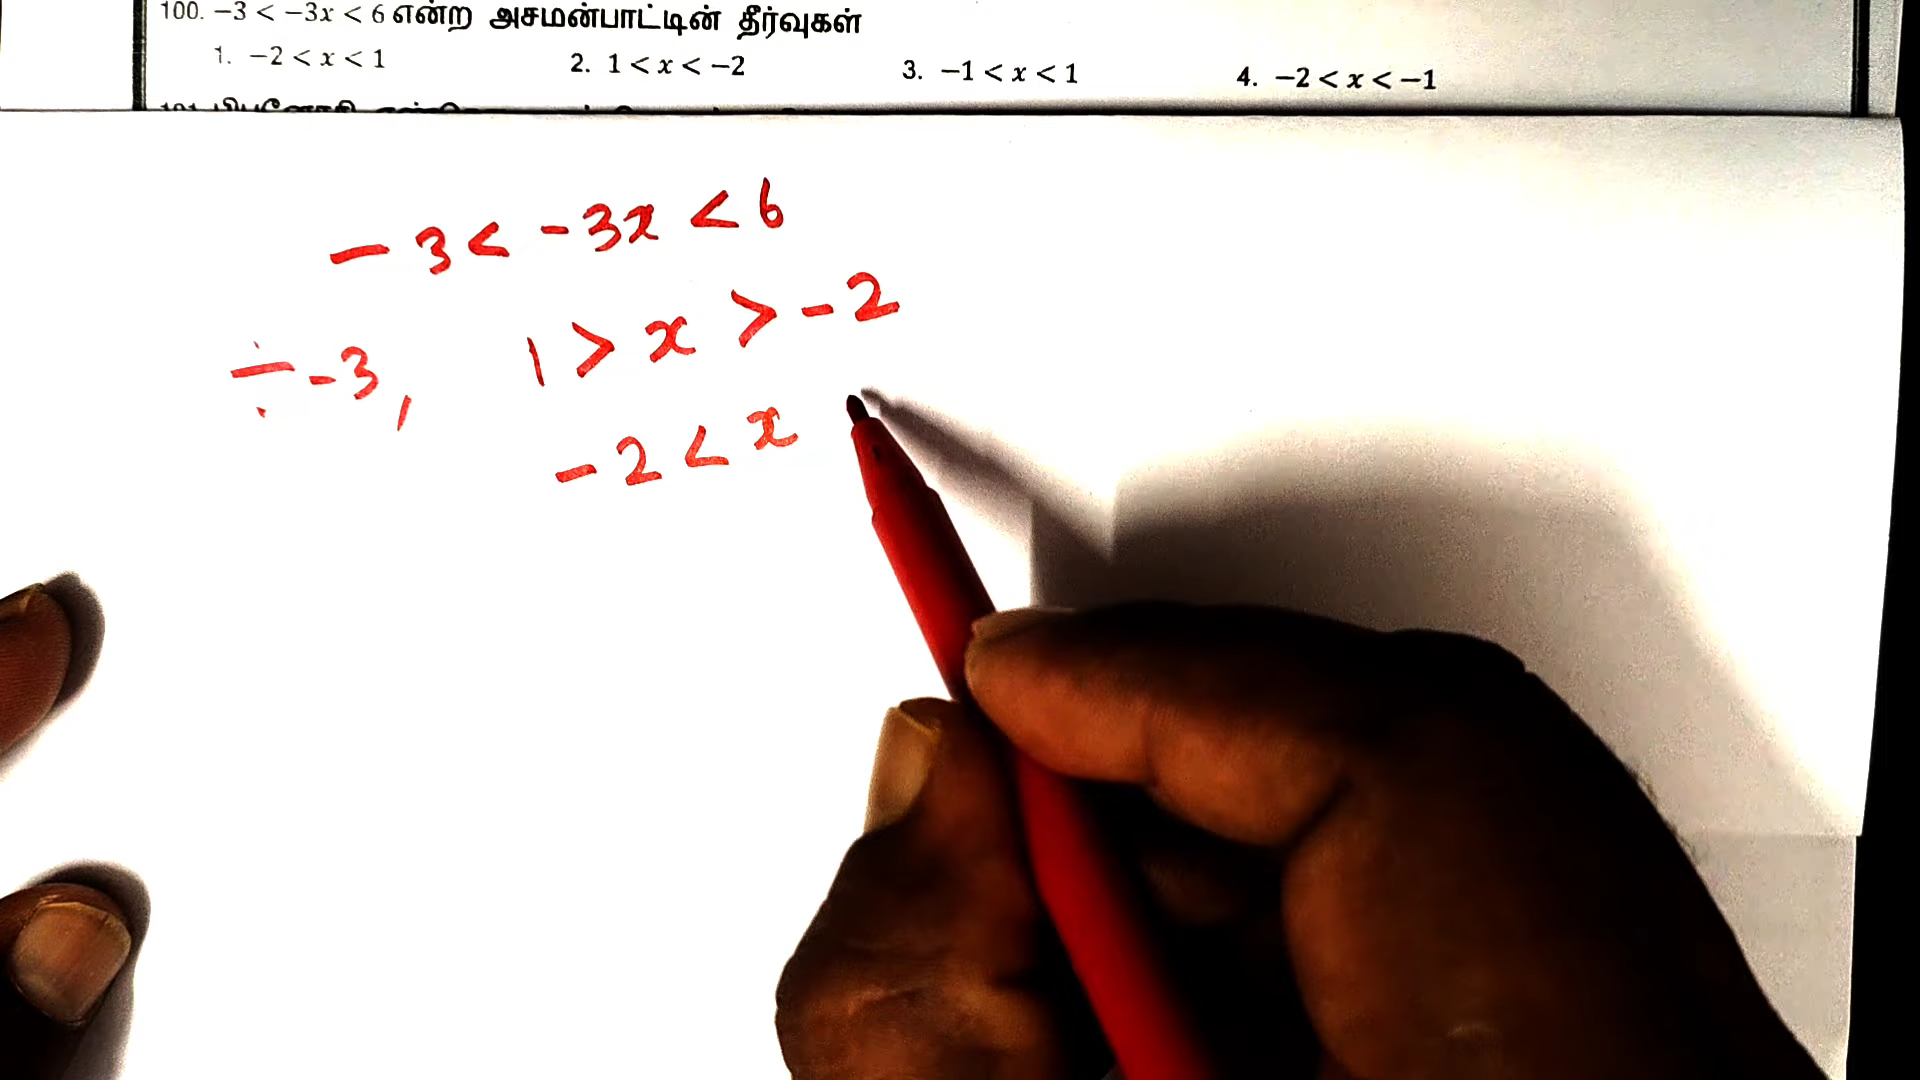 100. −3 < −3x < 6 என்ற அசமன்பாட்டின் தீர்வுகள்
1. −2 < x < 1 2. 1 < x < −2 3. −1 < x < 1 4. −2 < x < −1
− 3 < − 3x < 6
÷ −3, 1 > x > − 2
− 2 < x